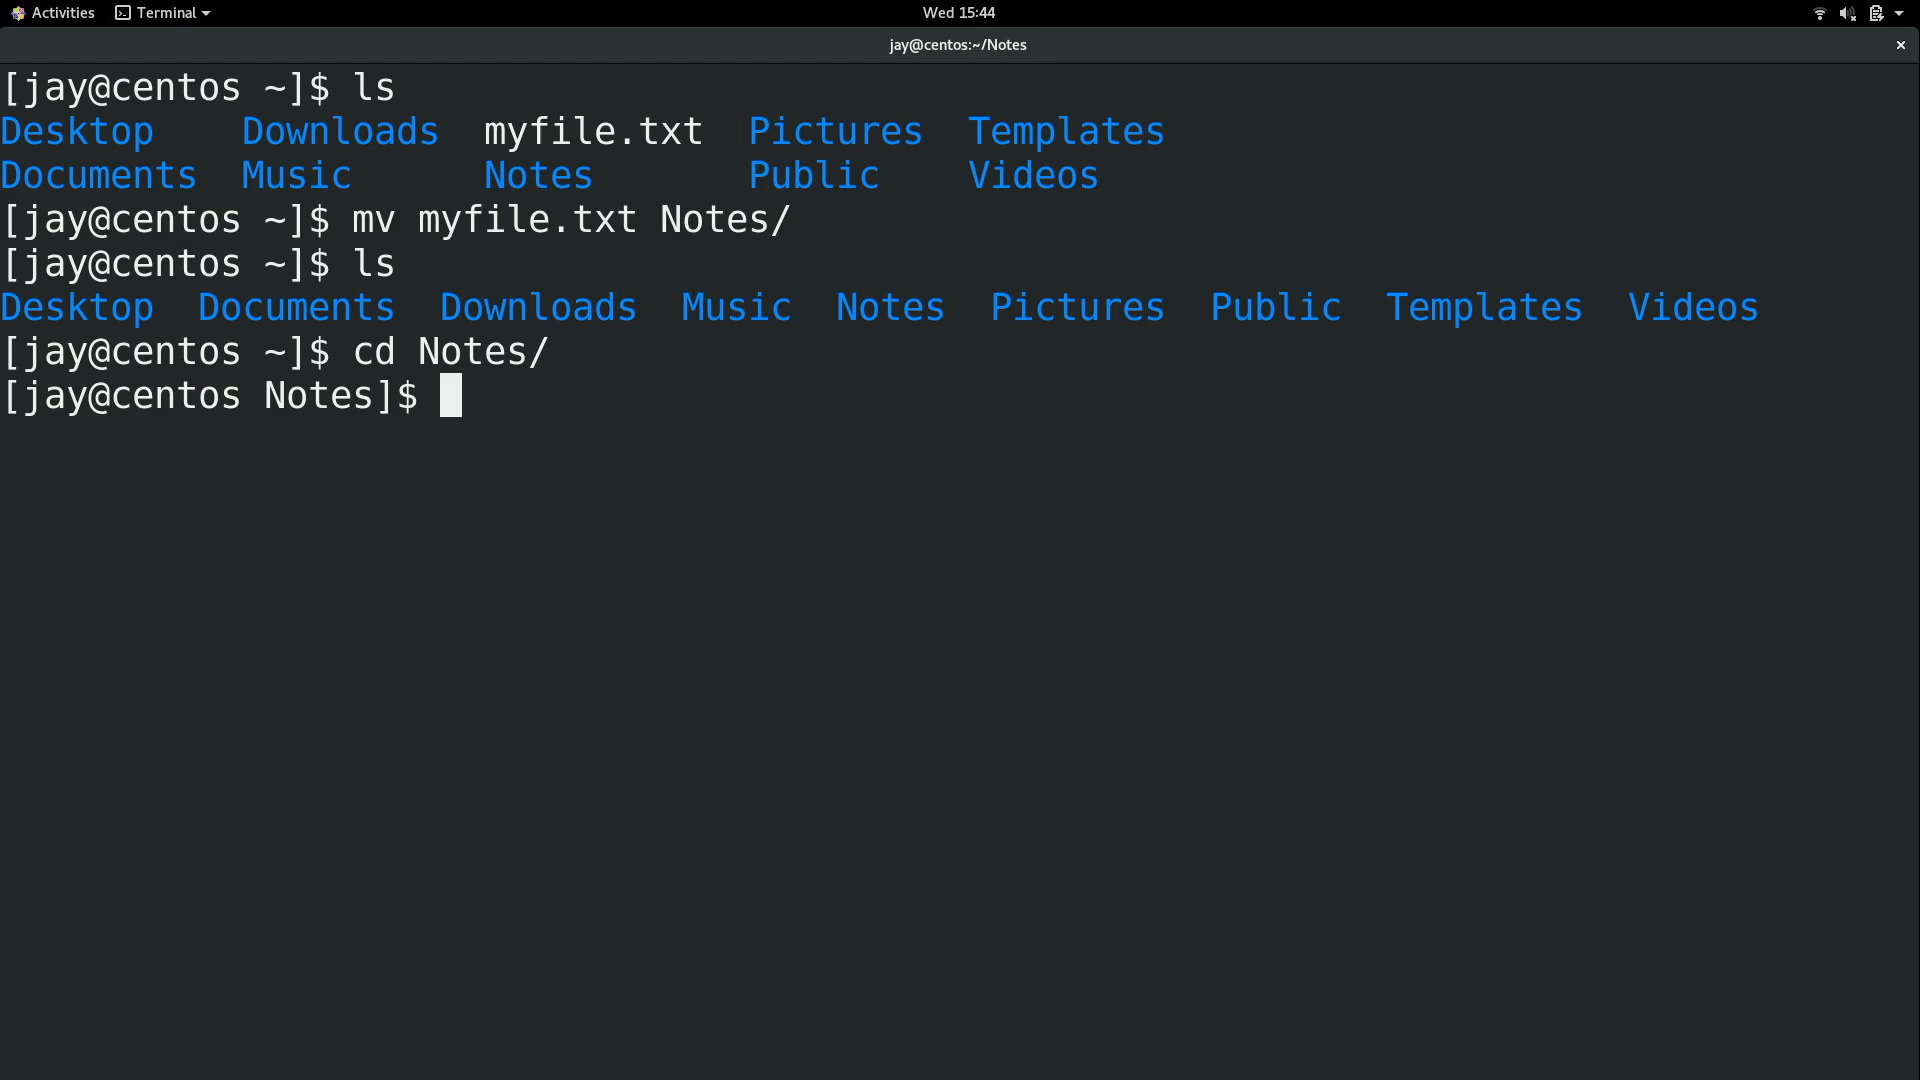 Activities Terminal Wed 15:44
jay@centos:~/Notes ×
[jay@centos ~]$ ls
Desktop Downloads myfile.txt Pictures Templates
Documents Music Notes Public Videos
[jay@centos ~]$ mv myfile.txt Notes/
[jay@centos ~]$ ls
Desktop Documents Downloads Music Notes Pictures Public Templates Videos
[jay@centos ~]$ cd Notes/
[jay@centos Notes]$